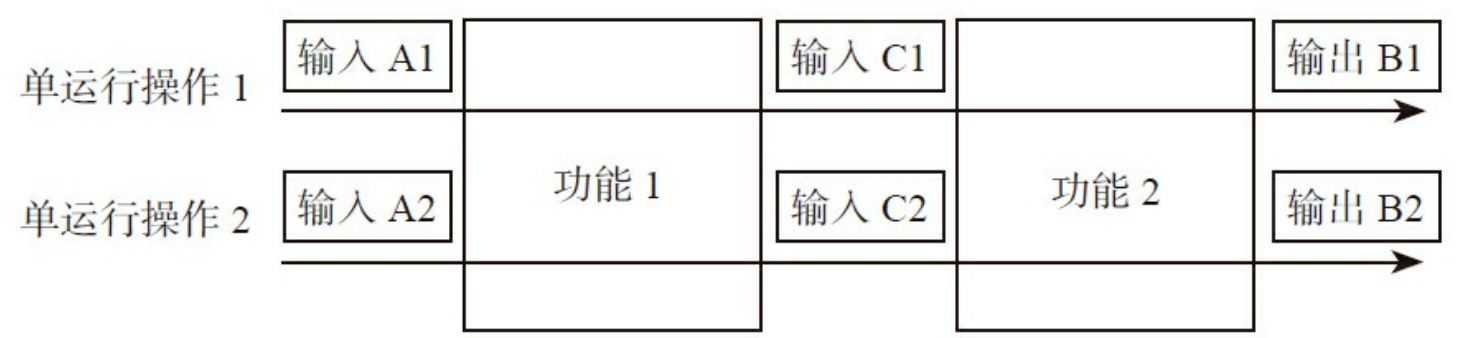 输入 A1
输入 C1
输出 B1
单运行操作 1
功能 1
功能 2
输入 A2
输入 C2
输出 B2
单运行操作 2